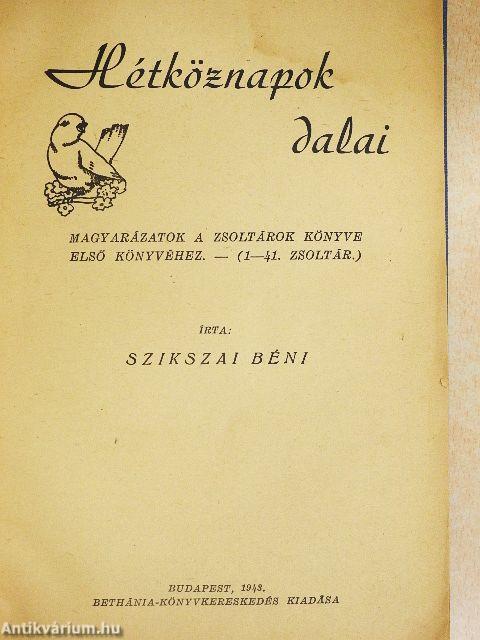 Hétköznapok
dalai
MAGYARÁZATOK A ZSOLTÁROK KÖNYVE
ELSŐ KÖNYVÉHEZ. — (1—41. ZSOLTÁR.)
ÍRTA:
SZIKSZAI BÉNI
BUDAPEST, 1943.
BETHÁNIA-KÖNYVKERESKEDÉS KIADÁSA
Antikvárium.hu